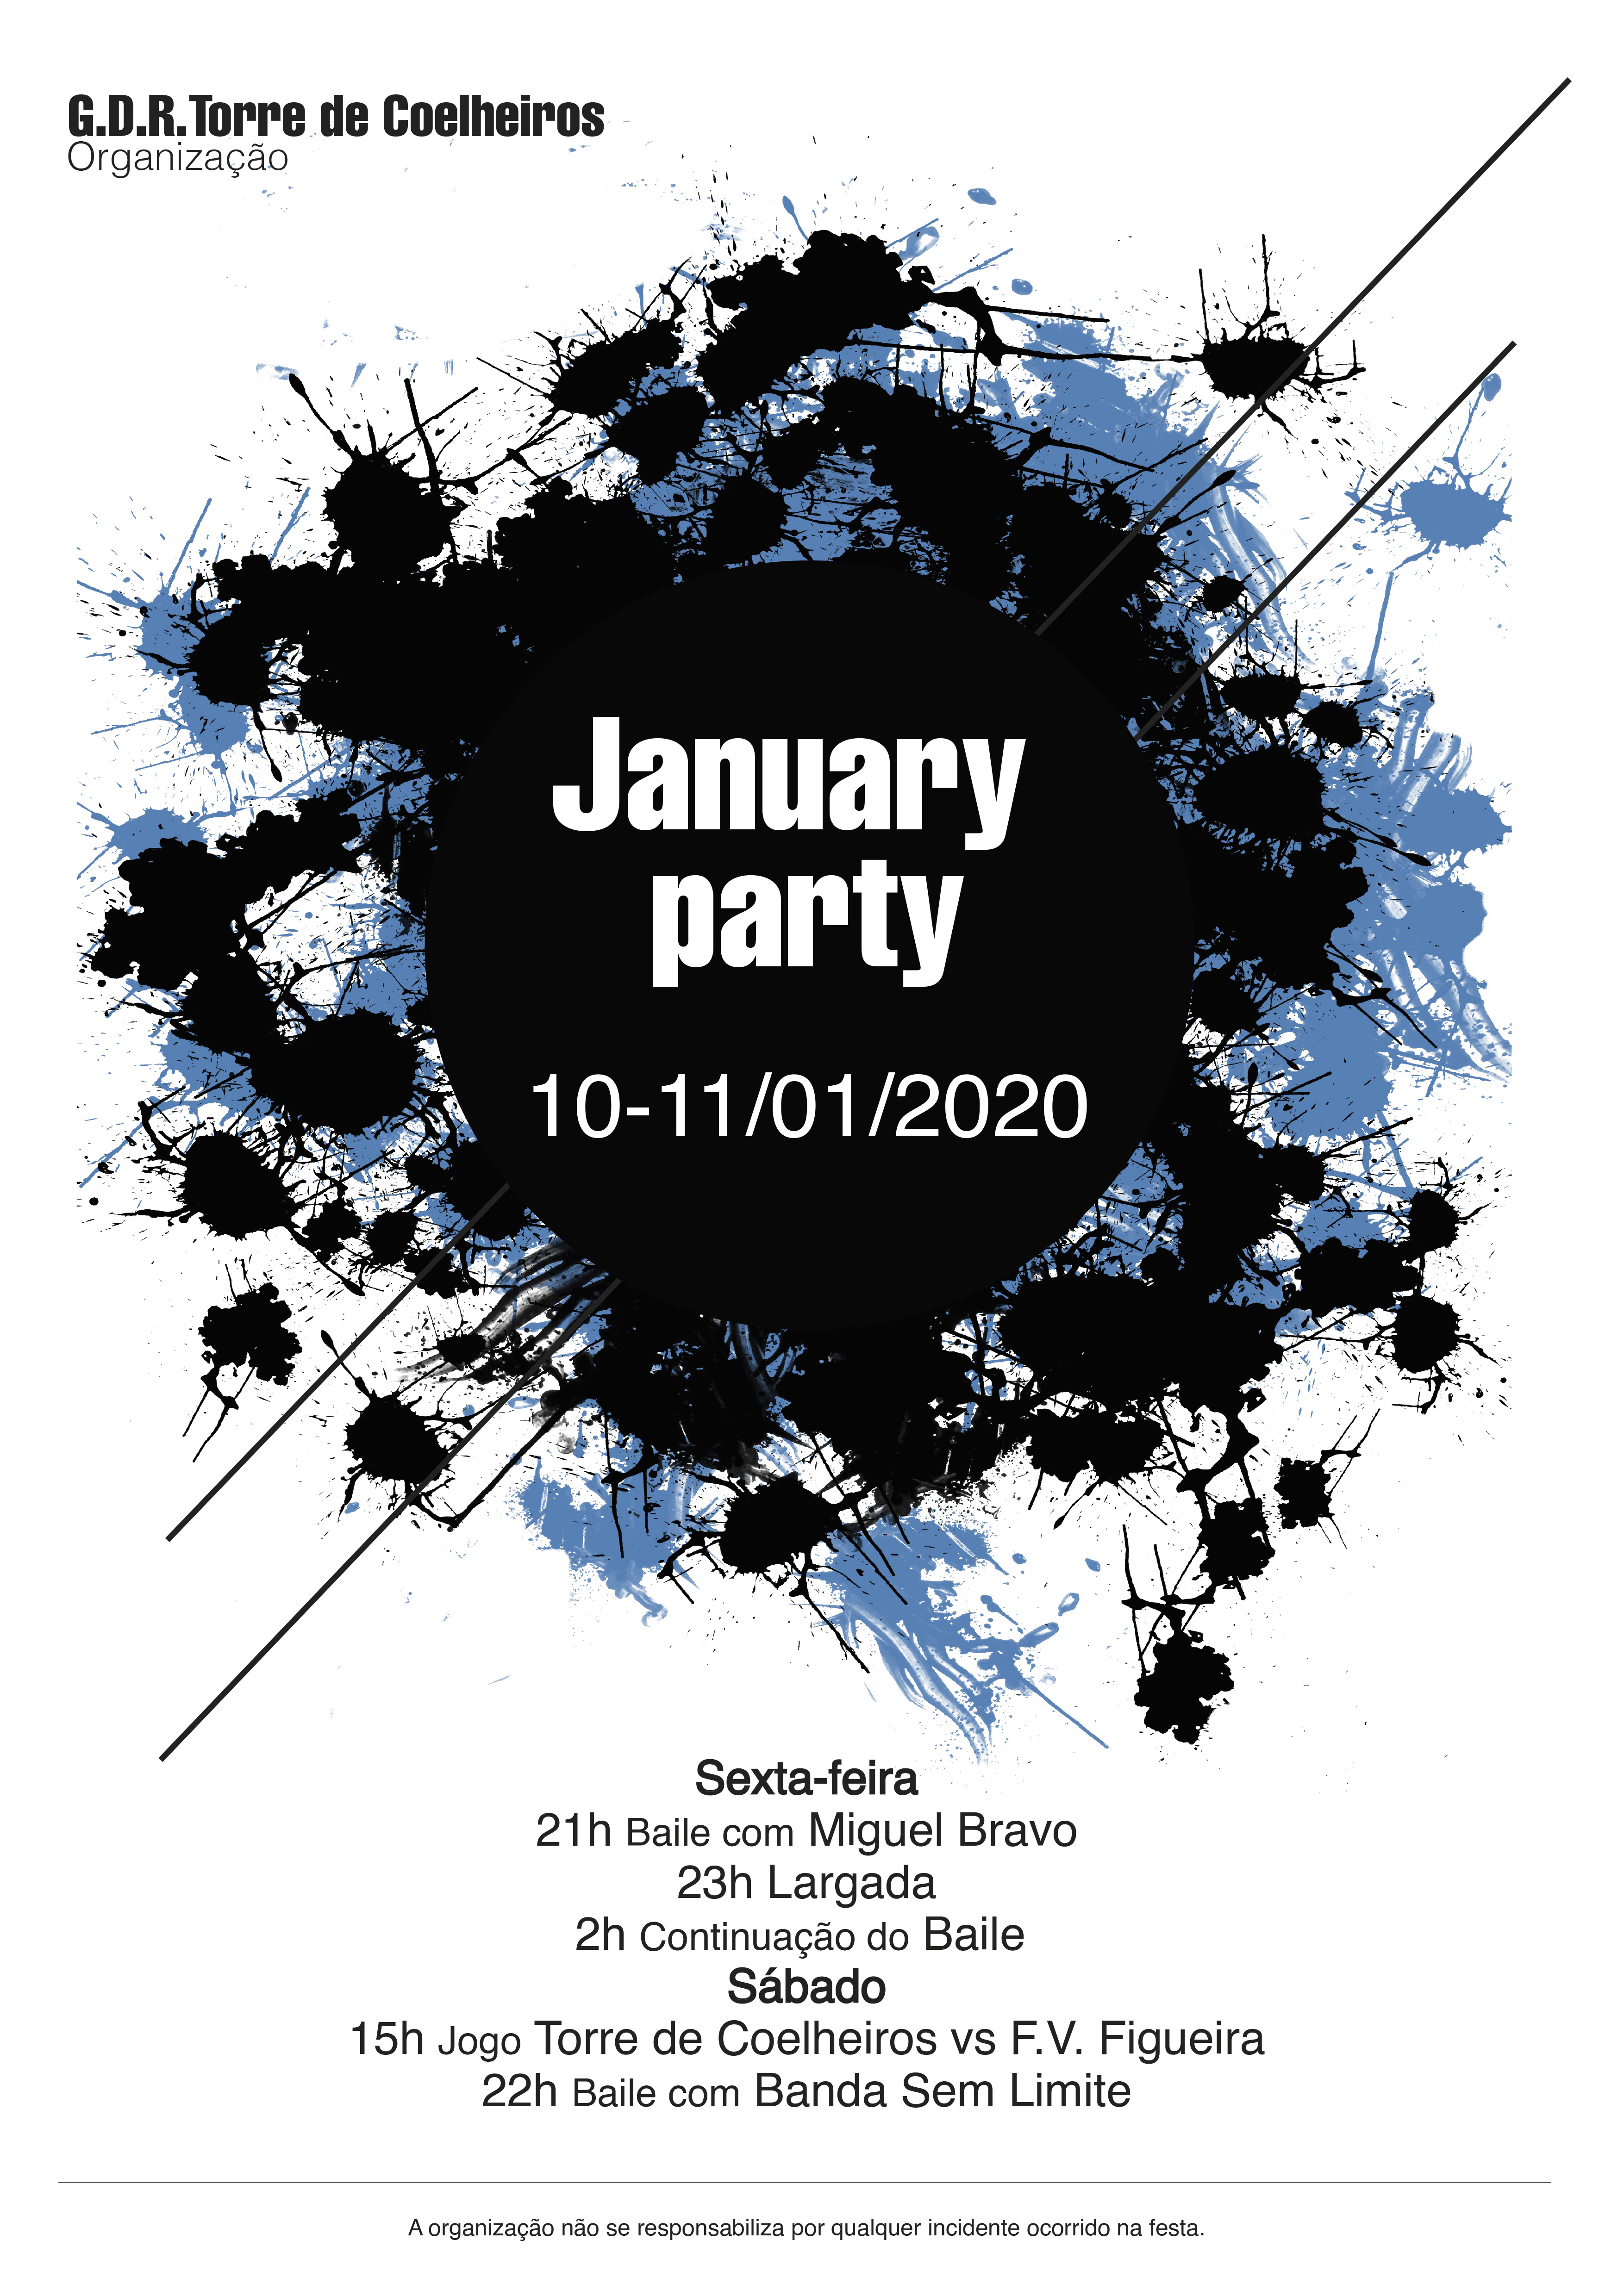 G.D.R.Torre de Coelheiros
Organização
January
party
10-11/01/2020
Sexta-feira
21h Baile com Miguel Bravo
23h Largada
2h Continuação do Baile
Sábado
15h Jogo Torre de Coelheiros vs F.V. Figueira
22h Baile com Banda Sem Limite
A organização não se responsabiliza por qualquer incidente ocorrido na festa.